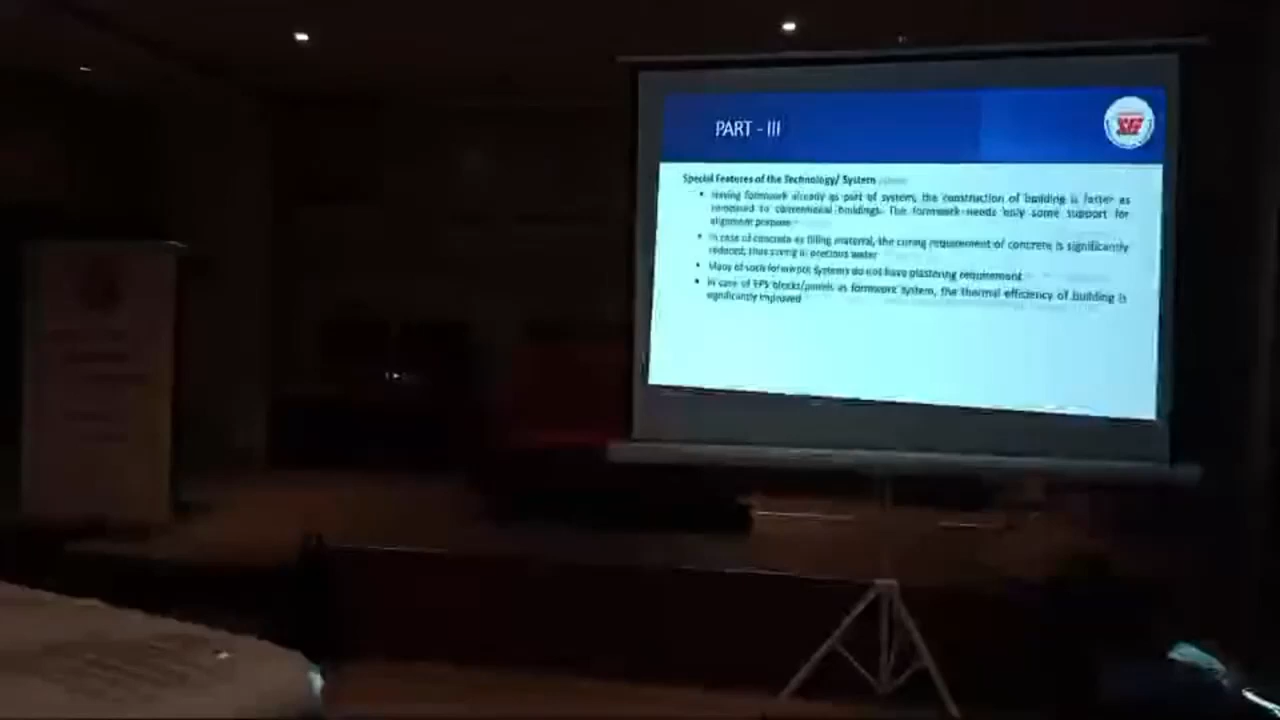 PART - III
Special Features of the Technology/ System
• Having formwork already as part of system, the construction of building is faster as
compared to conventional buildings. The formwork needs only some support for
alignment purpose
• In case of concrete as filling material, the curing requirement of concrete is significantly
reduced, thus saving in precious water
• Many of such formwork systems do not have plastering requirement
• In case of EPS blocks/panels as formwork system, the thermal efficiency of building is
significantly improved